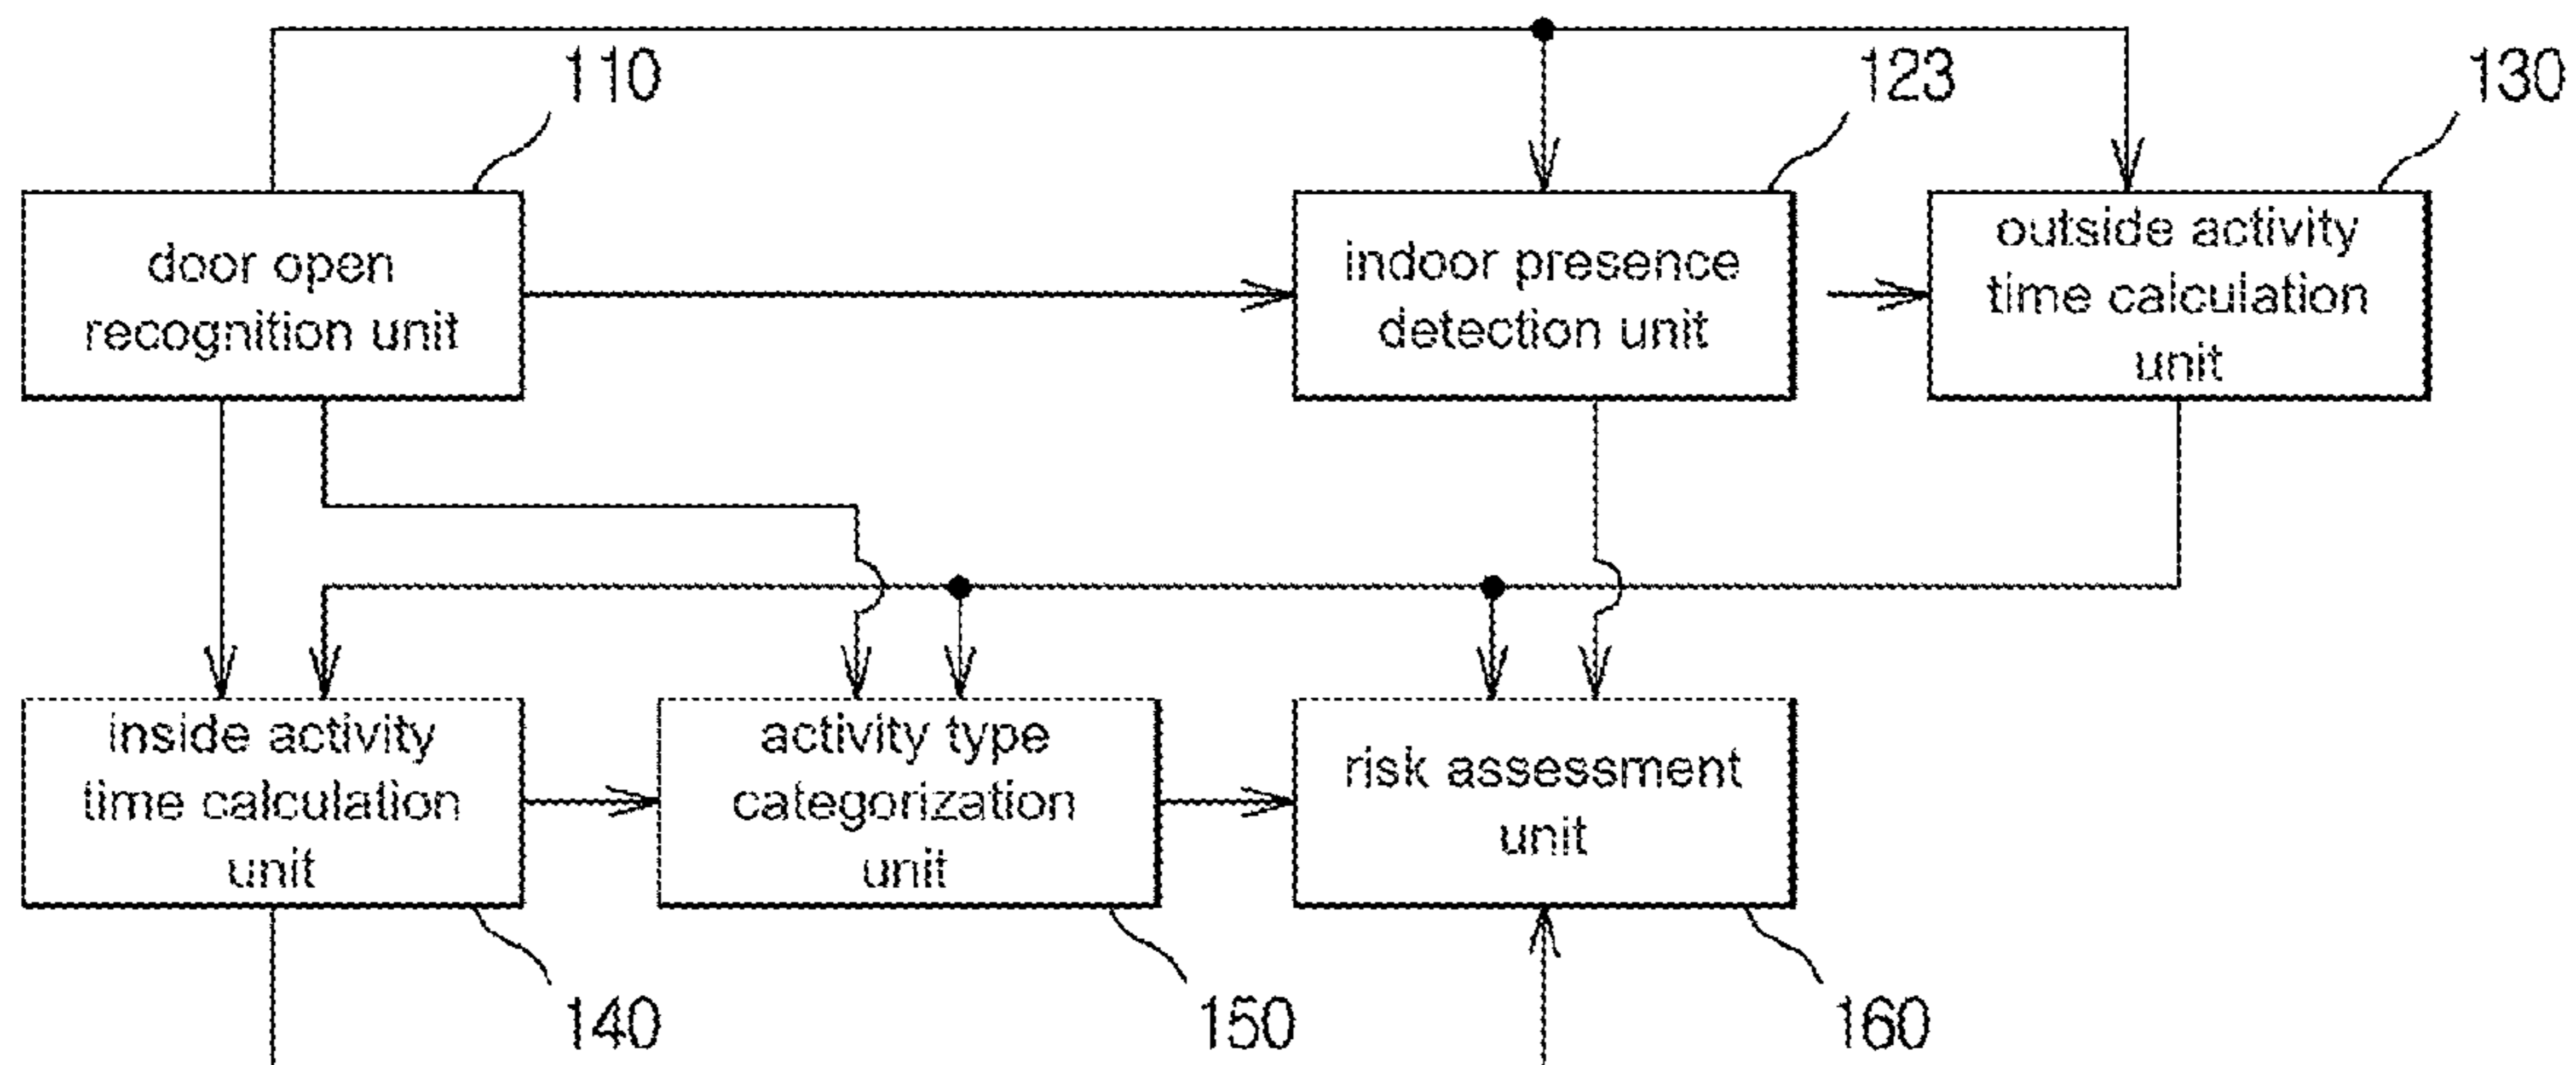 110
123
130
door open
recognition unit
indoor presence
detection unit
outside activity
time calculation
unit
inside activity
time calculation
unit
activity type
categorization
unit
risk assessment
unit
140
150
160